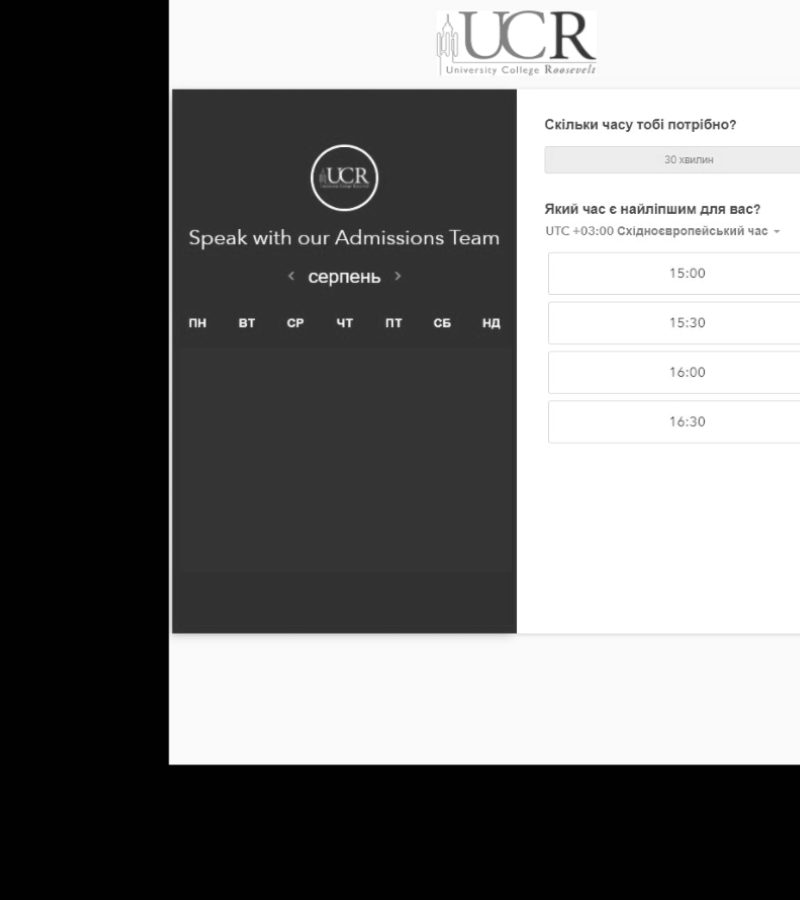 UCR
University College Roosevelt
UCR
Speak with our Admissions Team
серпень
ПН ВТ СР ЧТ ПТ СБ НД
Скільки часу тобі потрібно?
30 хвилин
Який час є найліпшим для вас?
UTC +03:00 Східноєвропейський час
15:00
15:30
16:00
16:30